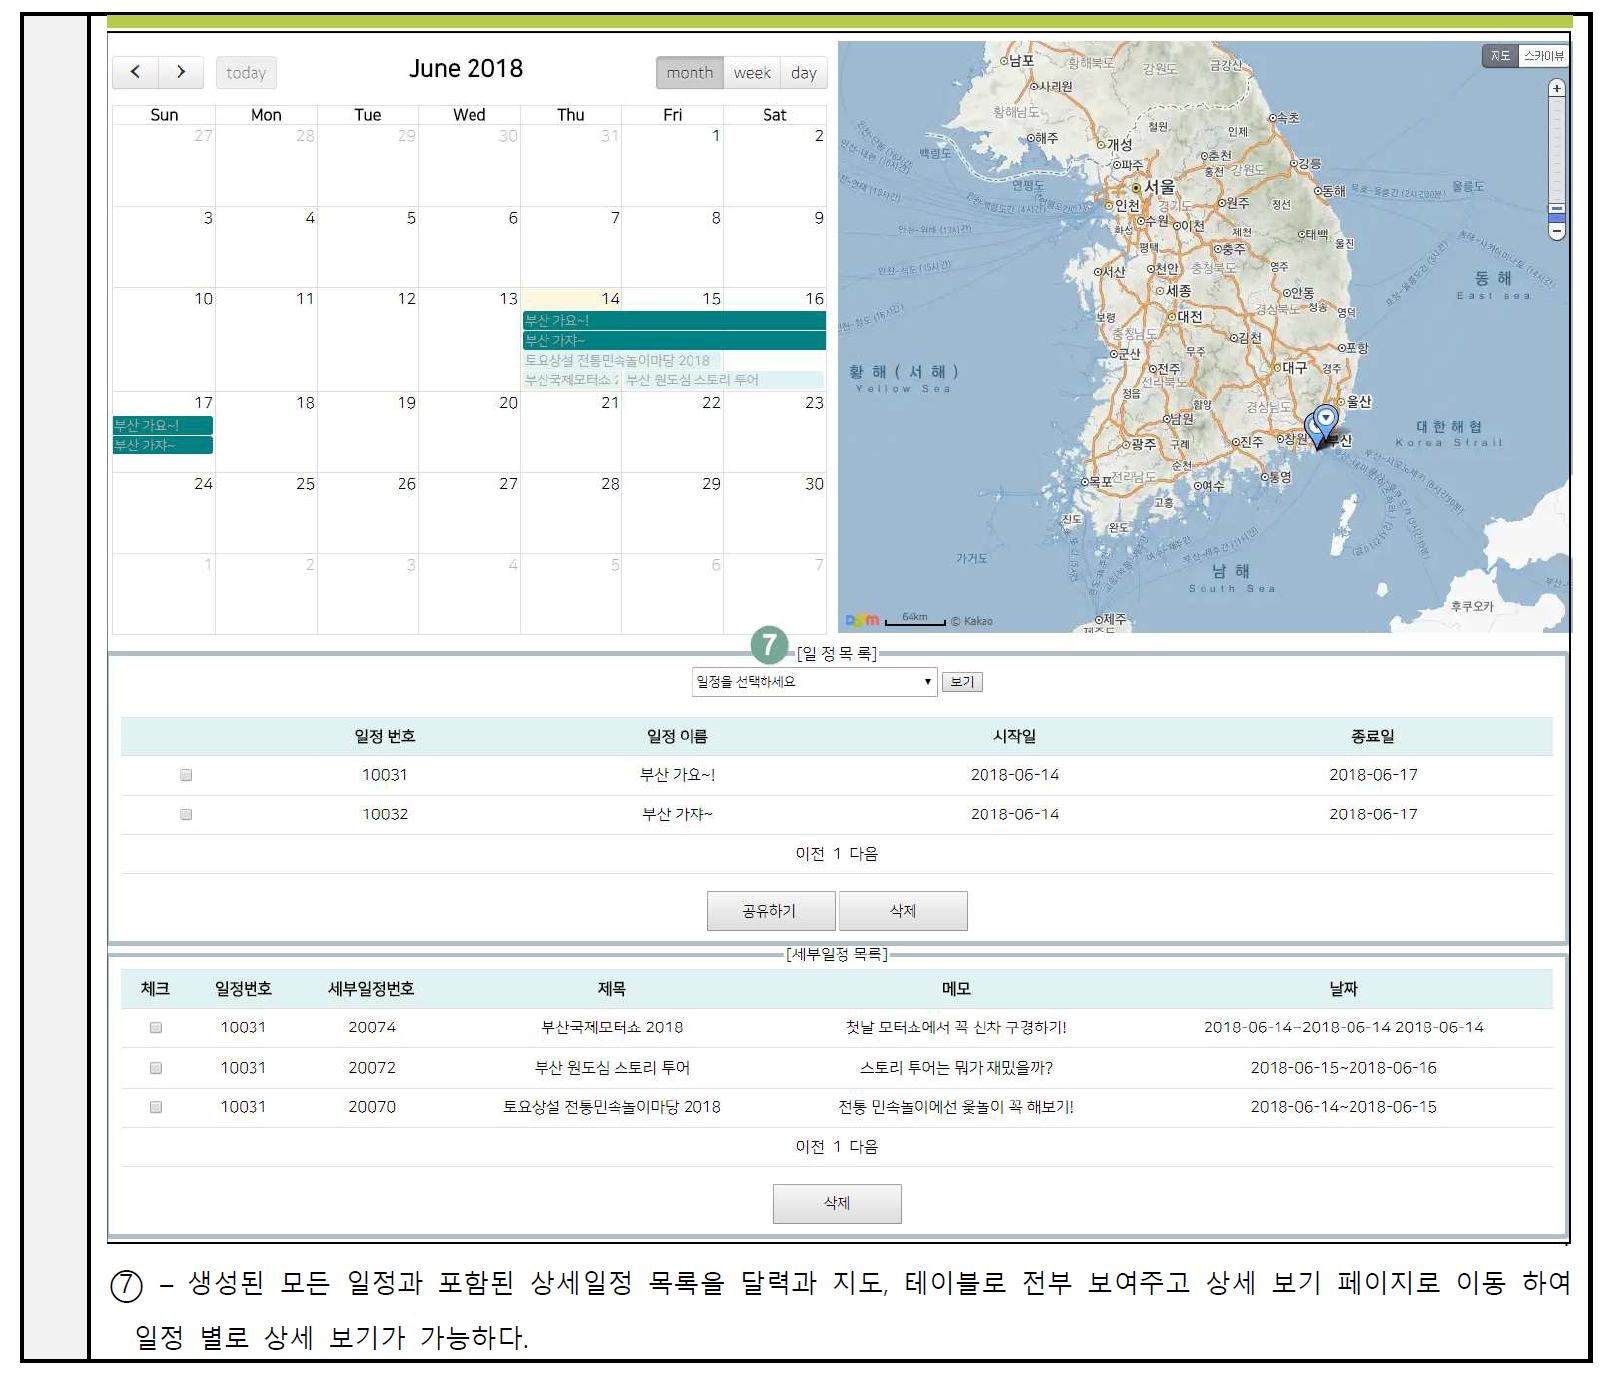 < > today June 2018 month week day
Sun Mon Tue Wed Thu Fri Sat
27 28 29 30 31 1 2
3 4 5 6 7 8 9
10 11 12 13 14 15 16
부산 가요~!
부산 가자~
토요상설 전통민속놀이마당 2018
부산국제모터쇼 부산 원도심 스토리 투어
17 18 19 20 21 22 23
부산 가요~!
부산 가자~
24 25 26 27 28 29 30
1 2 3 4 5 6 7
지도 스카이뷰
남포 황해북도 강원도 금강산
사리원
황해남도
해주 개성 철원 인제 속초
백령도 파주 춘천 강릉
홍천 강원도
연평도 서울 동해 울릉도
인천 경기도 원주 정선
화성 수원 이천 제천 태백 울진
평택 충주
서산 천안 충청북도 영주
세종 안동
동해
East sea
보령 대전 경상북도 청송 영덕
충청남도 김천
군산 무주 포항
황해(서해)
Yellow Sea
전주 대구 경주
전라북도
정읍 함양 경상남도 울산
남원
대한해협
Korea Strait
광주 구례 진주 창원 부산
순천
목포 전라남도 여수 통영
고흥
진도 완도
가거도
남해
South Sea
후쿠오카
제주
제주도
Daum 64km © Kakao
7 [일정목록]
일정을 선택하세요 ▼ 보기
일정 번호 일정 이름 시작일 종료일
10031 부산 가요~! 2018-06-14 2018-06-17
10032 부산 가쟈~ 2018-06-14 2018-06-17
이전 1 다음
공유하기 삭제
[세부일정 목록]
체크 일정번호 세부일정번호 제목 메모 날짜
10031 20074 부산국제모터쇼 2018 첫날 모터쇼에서 꼭 신차 구경하기! 2018-06-14~2018-06-14 2018-06-14
10031 20072 부산 원도심 스토리 투어 스토리 투어는 뭐가 재밌을까? 2018-06-15~2018-06-16
10031 20070 토요상설 전통민속놀이마당 2018 전통 민속놀이에선 윷놀이 꼭 해보기! 2018-06-14~2018-06-15
이전 1 다음
삭제
⑦ – 생성된 모든 일정과 포함된 상세일정 목록을 달력과 지도, 테이블로 전부 보여주고 상세 보기 페이지로 이동 하여
일정 별로 상세 보기가 가능하다.